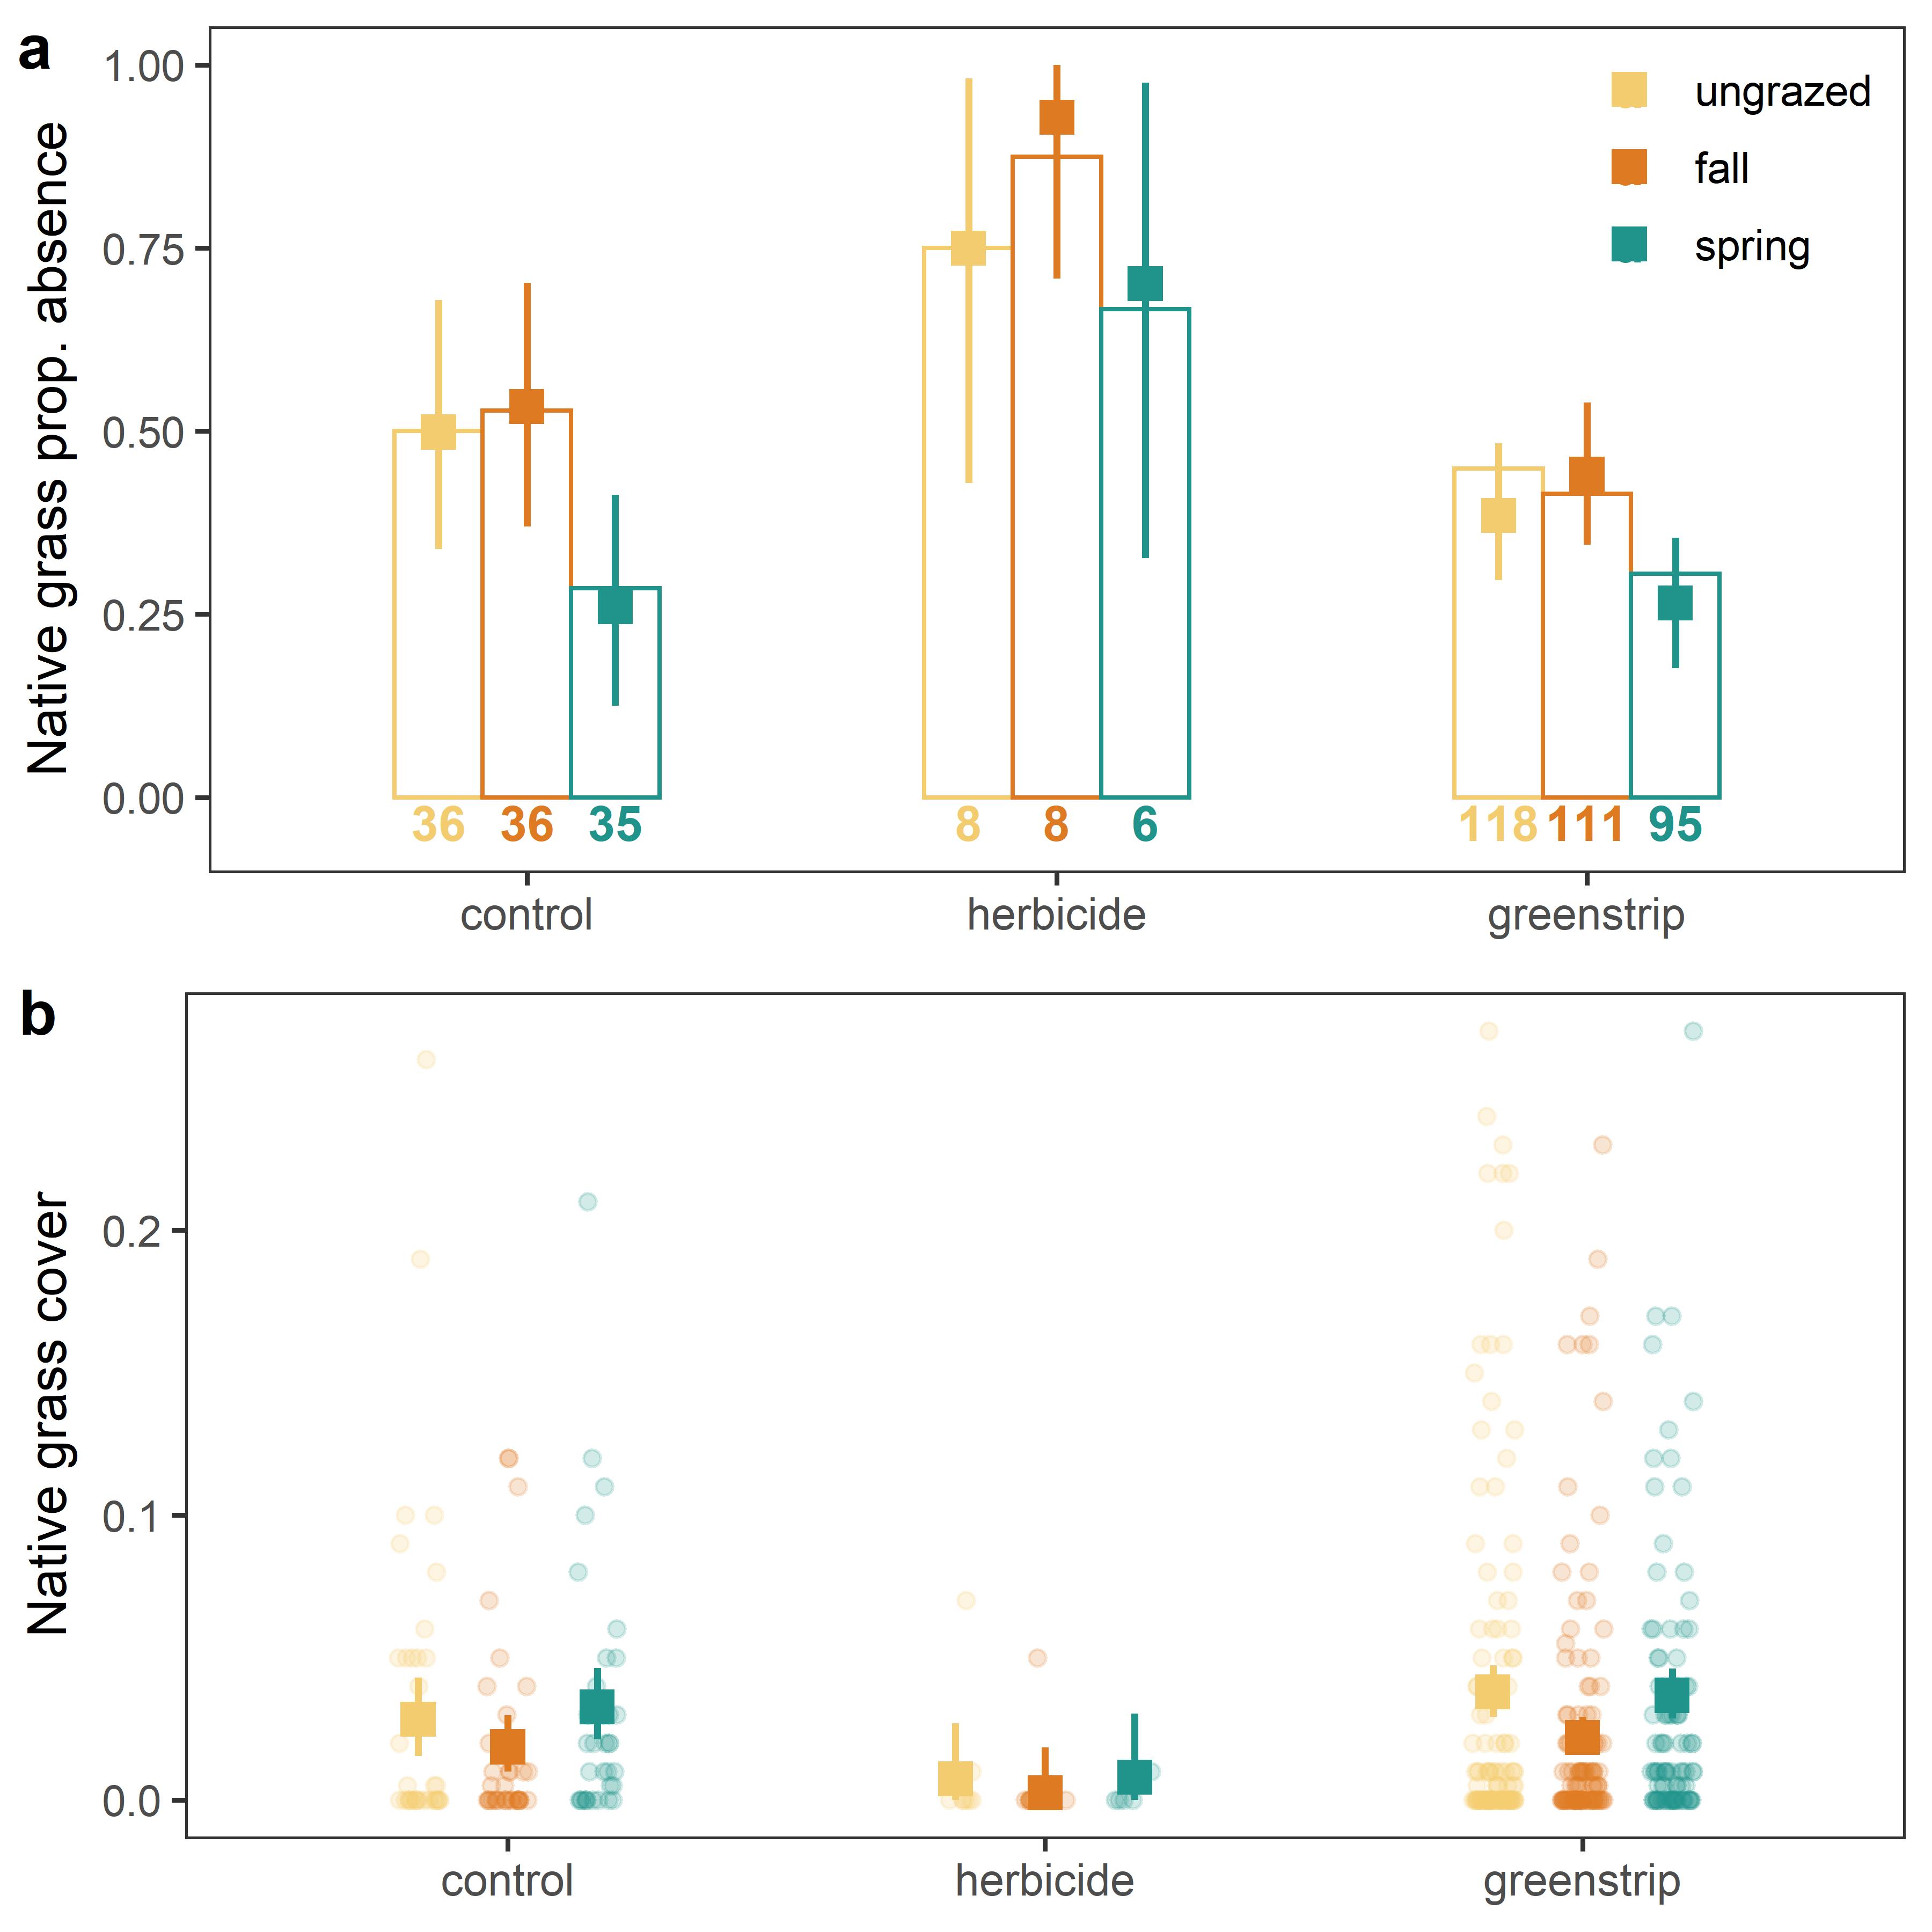 a
Native grass prop. absence
1.00
0.75
0.50
0.25
0.00
ungrazed
fall
spring
36 36 35 8 8 6 118 111 95
control herbicide greenstrip
b
Native grass cover
0.2
0.1
0.0
control herbicide greenstrip